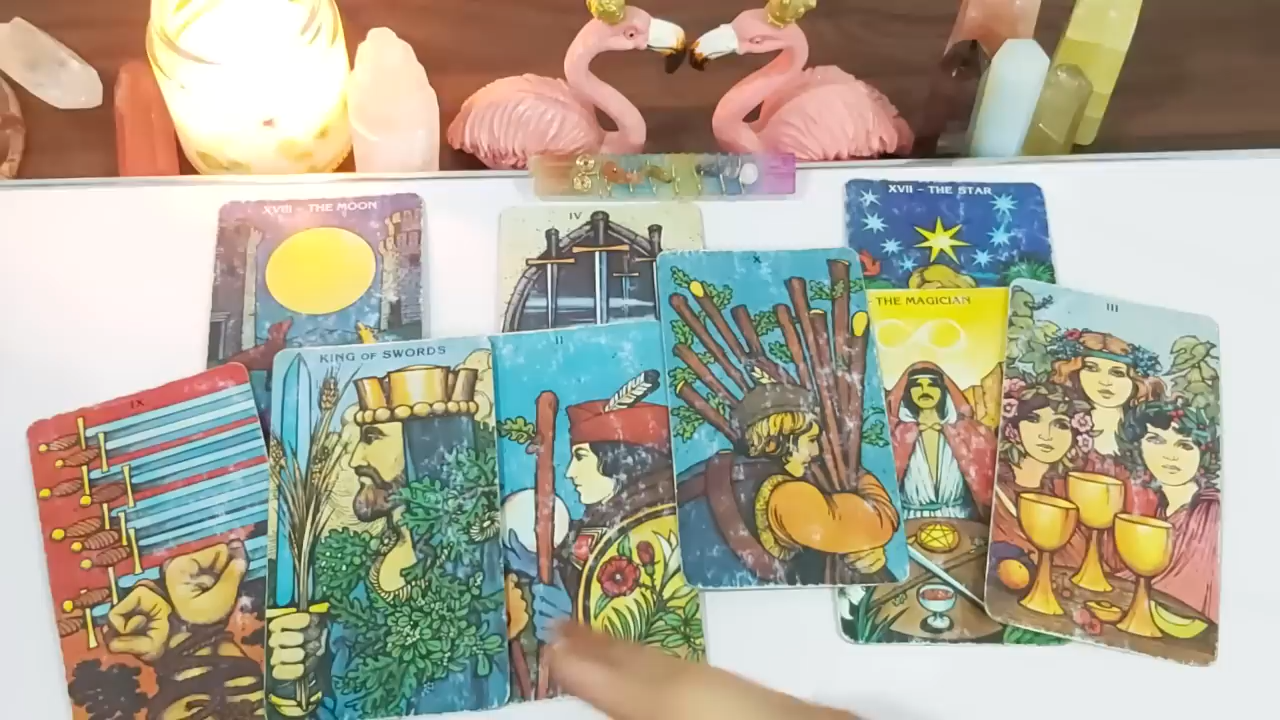 XVIII – THE MOON
IV
XVII – THE STAR
X
THE MAGICIAN
III
KING OF SWORDS
II
IX